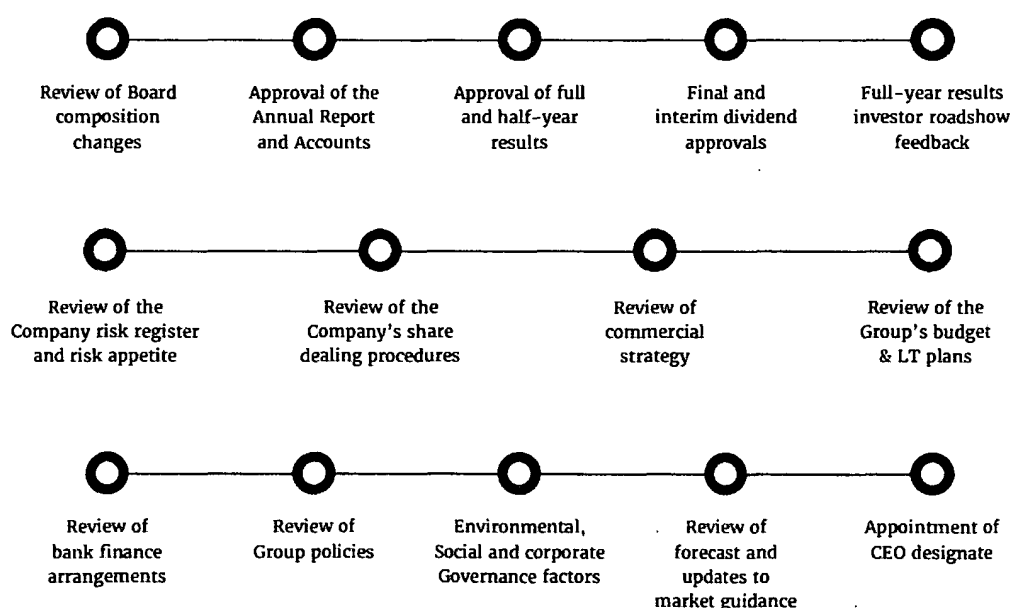 Review of Board
composition
changes
Approval of the
Annual Report
and Accounts
Approval of full
and half-year
results
Final and
interim dividend
approvals
Full-year results
investor roadshow
feedback
Review of the
Company risk register
and risk appetite
Review of the
Company's share
dealing procedures
Review of
commercial
strategy
Review of the
Group's budget
& LT plans
Review of
bank finance
arrangements
Review of
Group policies
Environmental,
Social and corporate
Governance factors
Review of
forecast and
updates to
market guidance
Appointment of
CEO designate